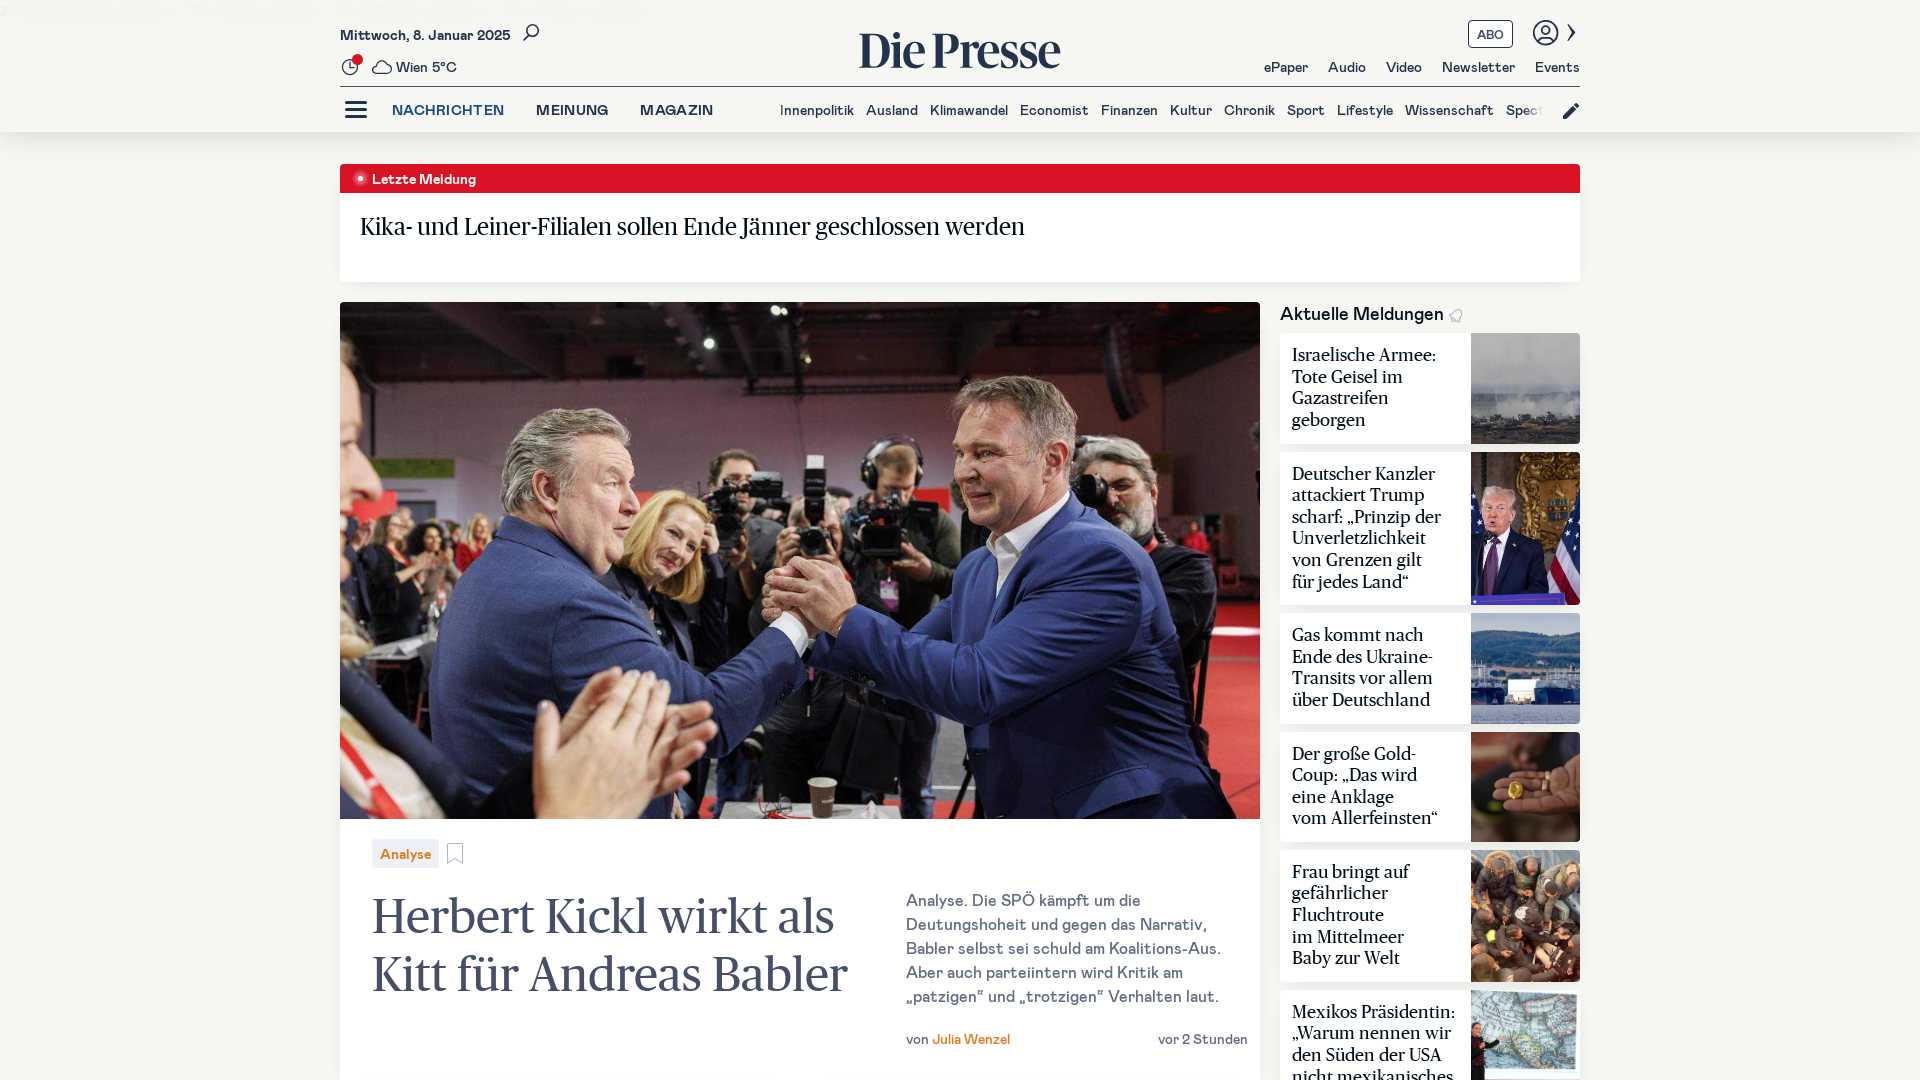 Mittwoch, 8. Januar 2025
Wien 5°C
Die Presse
ABO
ePaper Audio Video Newsletter Events
NACHRICHTEN MEINUNG MAGAZIN
Innenpolitik Ausland Klimawandel Economist Finanzen Kultur Chronik Sport Lifestyle Wissenschaft Spect
Letzte Meldung
Kika- und Leiner-Filialen sollen Ende Jänner geschlossen werden
Analyse
Herbert Kickl wirkt als
Kitt für Andreas Babler
Analyse. Die SPÖ kämpft um die
Deutungshoheit und gegen das Narrativ,
Babler selbst sei schuld am Koalitions-Aus.
Aber auch parteiintern wird Kritik am
„patzigen“ und „trotzigen“ Verhalten laut.
von Julia Wenzel
vor 2 Stunden
Aktuelle Meldungen
Israelische Armee:
Tote Geisel im
Gazastreifen
geborgen
Deutscher Kanzler
attackiert Trump
scharf: „Prinzip der
Unverletzlichkeit
von Grenzen gilt
für jedes Land“
Gas kommt nach
Ende des Ukraine-
Transits vor allem
über Deutschland
Der große Gold-
Coup: „Das wird
eine Anklage
vom Allerfeinsten“
Frau bringt auf
gefährlicher
Fluchtroute
im Mittelmeer
Baby zur Welt
Mexikos Präsidentin:
„Warum nennen wir
den Süden der USA
nicht mexikanisches